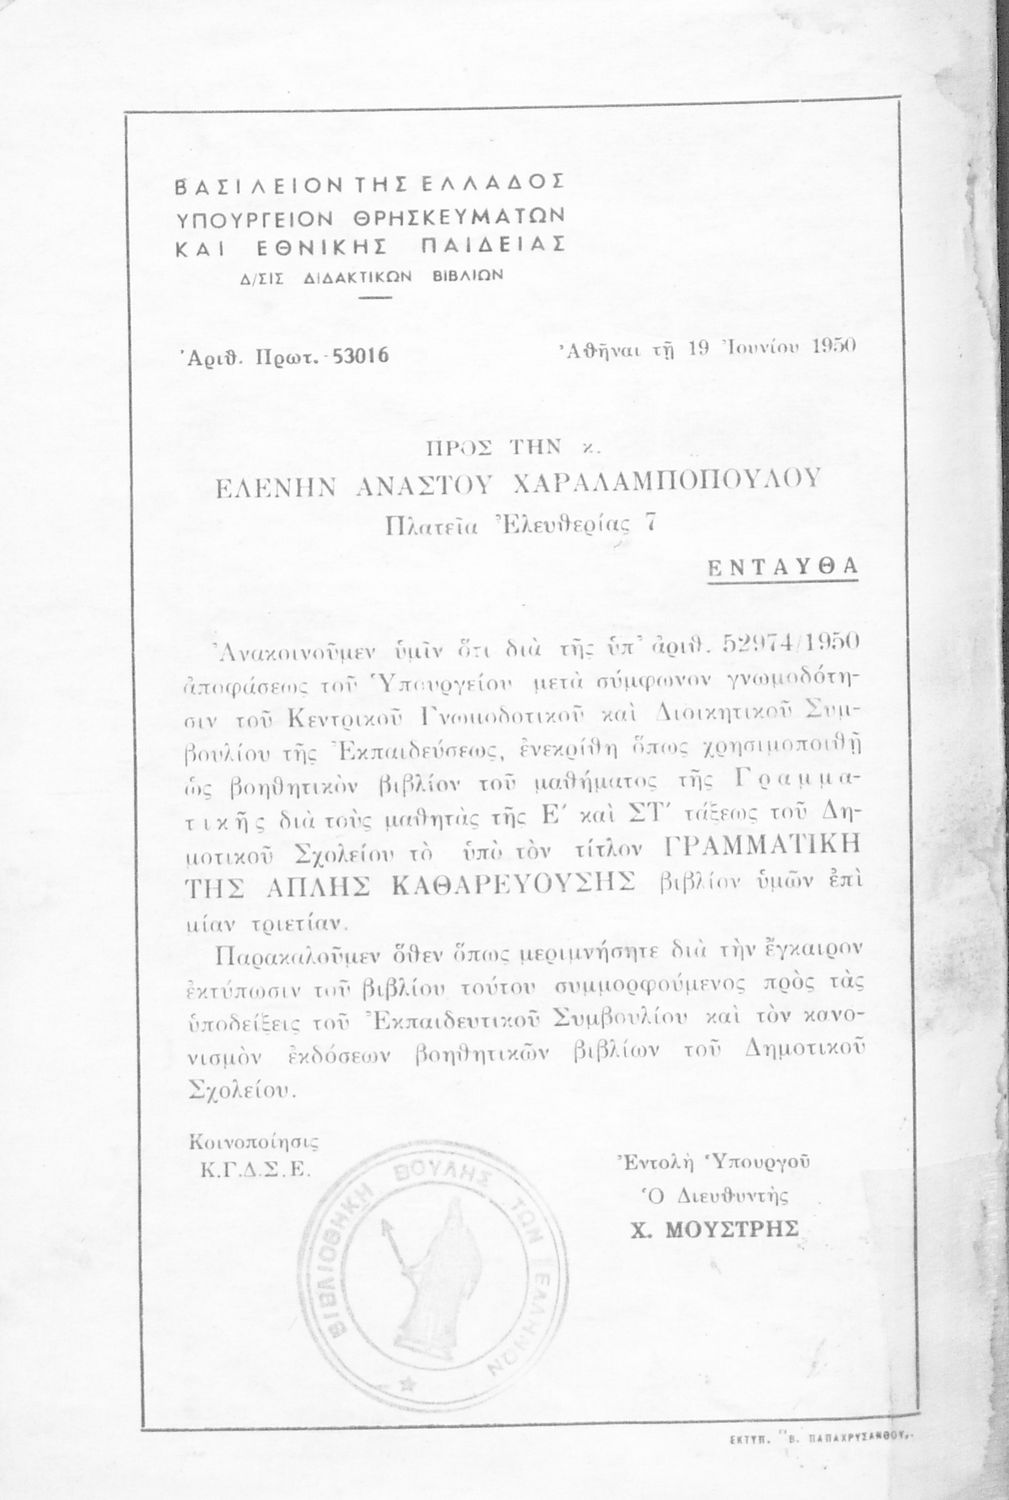 ΒΑΣΙΛΕΙΟΝ ΤΗΣ ΕΛΛΑΔΟΣ
ΥΠΟΥΡΓΕΙΟΝ ΘΡΗΣΚΕΥΜΑΤΩΝ
ΚΑΙ ΕΘΝΙΚΗΣ ΠΑΙΔΕΙΑΣ
Δ/ΣΙΣ ΔΙΔΑΚΤΙΚΩΝ ΒΙΒΛΙΩΝ
Ἀριθ. Πρωτ. 53016
Ἀθῆναι τῇ 19 Ἰουνίου 1950
ΠΡΟΣ ΤΗΝ κ.
ΕΛΕΝΗΝ ΑΝΑΣΤΟΥ ΧΑΡΑΛΑΜΠΟΠΟΥΛΟΥ
Πλατεῖα Ἐλευθερίας 7
ΕΝΤΑΥΘΑ
Ἀνακοινοῦμεν ὑμῖν ὅτι διὰ τῆς ὑπ' ἀριθ. 52974/1950
ἀποφάσεως τοῦ Ὑπουργείου μετὰ σύμφωνον γνωμοδότη-
σιν τοῦ Κεντρικοῦ Γνωμοδοτικοῦ καὶ Διοικητικοῦ Συμ-
βουλίου τῆς Ἐκπαιδεύσεως, ἐνεκρίθη ὅπως χρησιμοποιηθῇ
ὡς βοηθητικὸν βιβλίον τοῦ μαθήματος τῆς Γραμμα-
τικῆς διὰ τοὺς μαθητὰς τῆς Ε΄ καὶ ΣΤ΄ τάξεως τοῦ Δη-
μοτικοῦ Σχολείου τὸ ὑπὸ τὸν τίτλον ΓΡΑΜΜΑΤΙΚΗ
ΤΗΣ ΑΠΛΗΣ ΚΑΘΑΡΕΥΟΥΣΗΣ βιβλίον ὑμῶν ἐπὶ
μίαν τριετίαν.
Παρακαλοῦμεν ὅθεν ὅπως μεριμνήσητε διὰ τὴν ἔγκαιρον
ἐκτύπωσιν τοῦ βιβλίου τούτου συμμορφούμενος πρὸς τὰς
ὑποδείξεις τοῦ Ἐκπαιδευτικοῦ Συμβουλίου καὶ τὸν κανο-
νισμὸν ἐκδόσεων βοηθητικῶν βιβλίων τοῦ Δημοτικοῦ
Σχολείου.
Κοινοποίησις
Κ.Γ.Δ.Σ.Ε.
Ἐντολῇ Ὑπουργοῦ
Ὁ Διευθυντὴς
Χ. ΜΟΥΣΤΡΗΣ
ΒΙΒΛΙΟΘΗΚΗ ΒΟΥΛΗΣ ΤΩΝ ΕΛΛΗΝΩΝ
ΕΚΤΥΠ. "Β. ΠΑΠΑΧΡΥΣΑΝΘΟΥ"